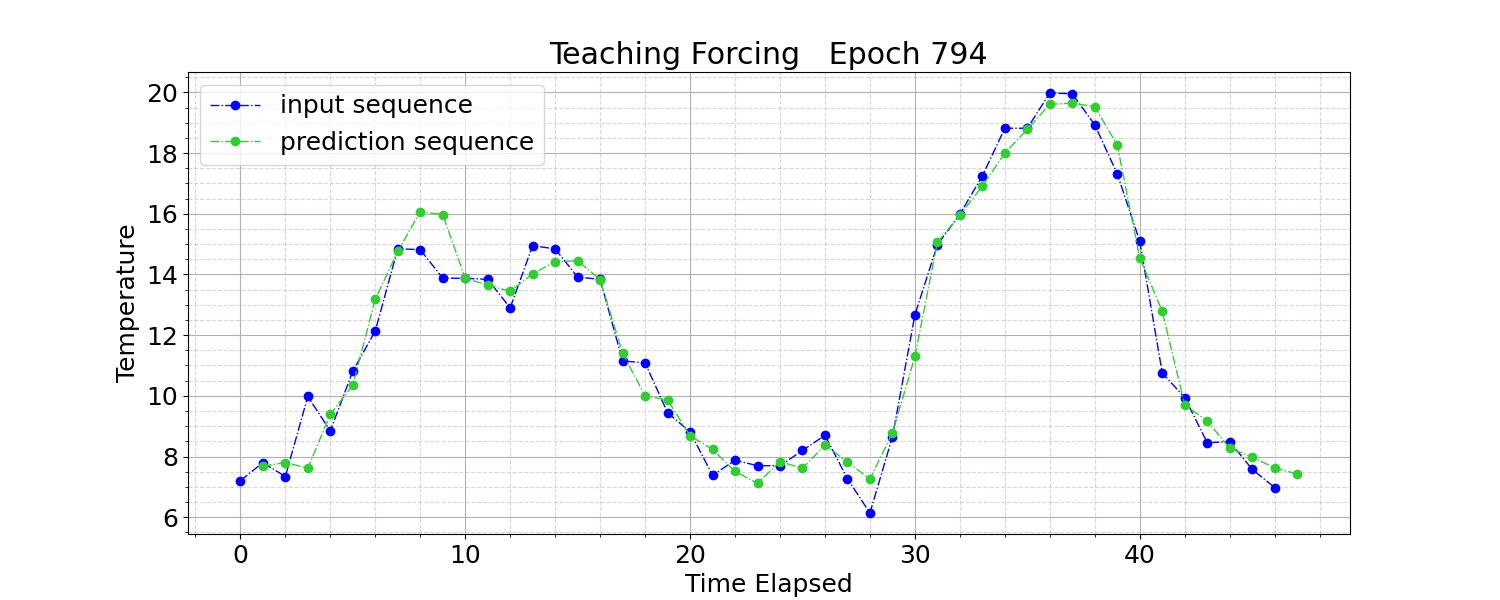 Teaching Forcing   Epoch 794
input sequence
prediction sequence
Temperature
20
18
16
14
12
10
8
6
0 10 20 30 40
Time Elapsed